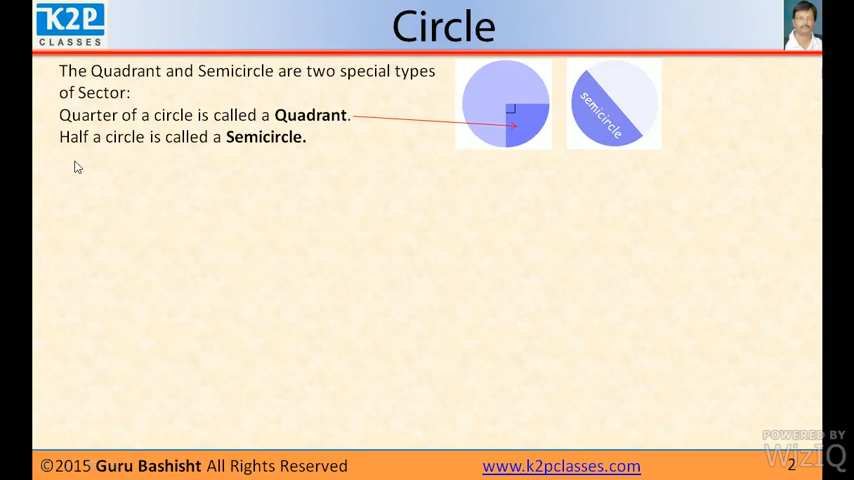 K2P
CLASSES
Circle
The Quadrant and Semicircle are two special types
of Sector:
Quarter of a circle is called a Quadrant.
Half a circle is called a Semicircle.
semicircle
POWERED BY
WizIQ
©2015 Guru Bashisht All Rights Reserved
www.k2pclasses.com
2